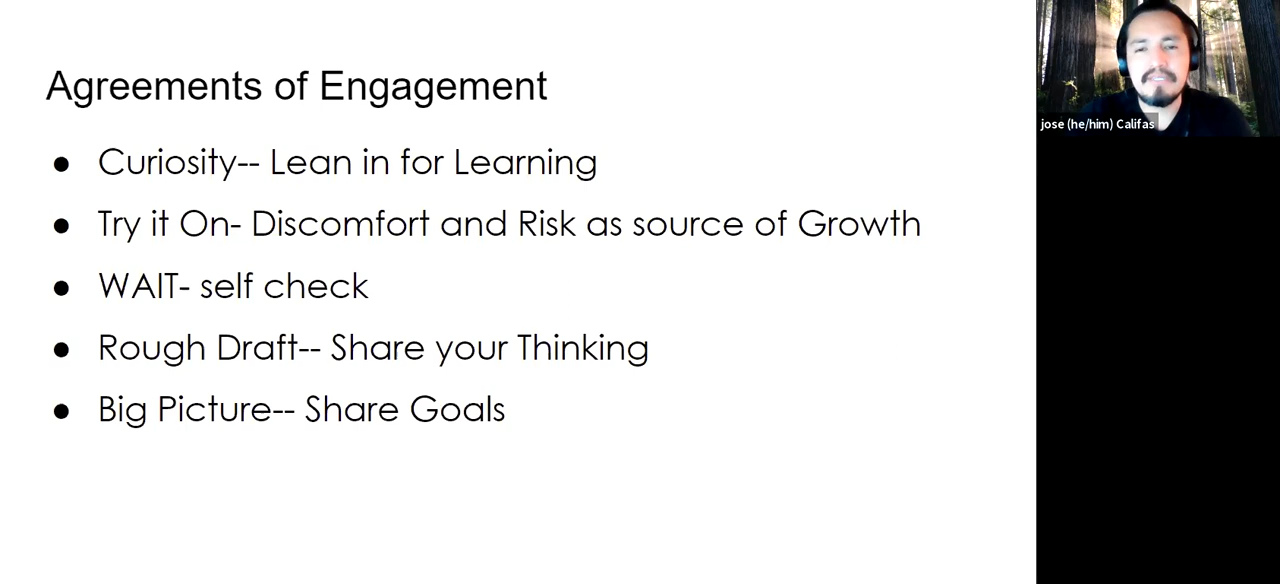 Agreements of Engagement
● Curiosity-- Lean in for Learning
● Try it On- Discomfort and Risk as source of Growth
● WAIT- self check
● Rough Draft-- Share your Thinking
● Big Picture-- Share Goals
jose (he/him) Califas